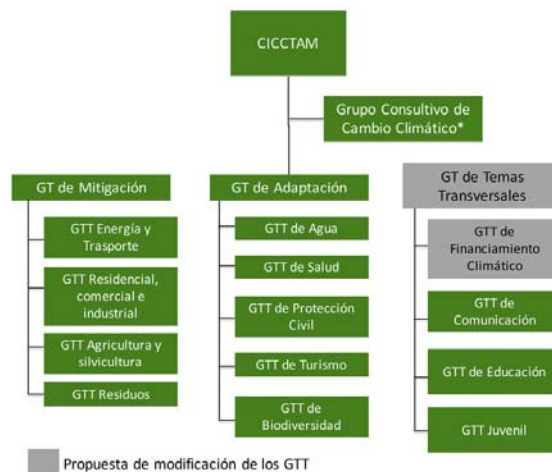 CICCTAM
Grupo Consultivo de
Cambio Climático*
GT de Mitigación
GTT Energía y
Trasporte
GTT Residencial,
comercial e
industrial
GTT Agricultura y
silvicultura
GTT Residuos
GT de Adaptación
GTT de Agua
GTT de Salud
GTT de Protección
Civil
GTT de Turismo
GTT de
Biodiversidad
GT de Temas
Transversales
GTT de
Financiamiento
Climático
GTT de
Comunicación
GTT de Educación
GTT Juvenil
Propuesta de modificación de los GTT